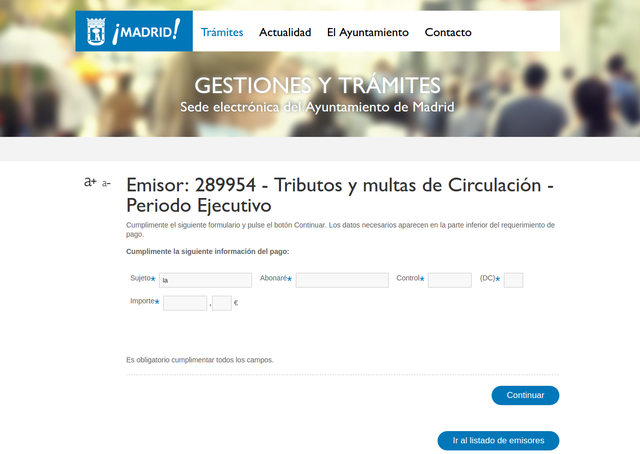 ¡MADRID!
Trámites Actualidad El Ayuntamiento Contacto
GESTIONES Y TRÁMITES
Sede electrónica del Ayuntamiento de Madrid
a+ a-
Emisor: 289954 - Tributos y multas de Circulación -
Periodo Ejecutivo
Cumplimente el siguiente formulario y pulse el botón Continuar. Los datos necesarios aparecen en la parte inferior del requerimiento de
pago.
Cumplimente la siguiente información del pago:
Sujeto* la Abonaré* Control* (DC)*
Importe* , €
Es obligatorio cumplimentar todos los campos.
Continuar
Ir al listado de emisores